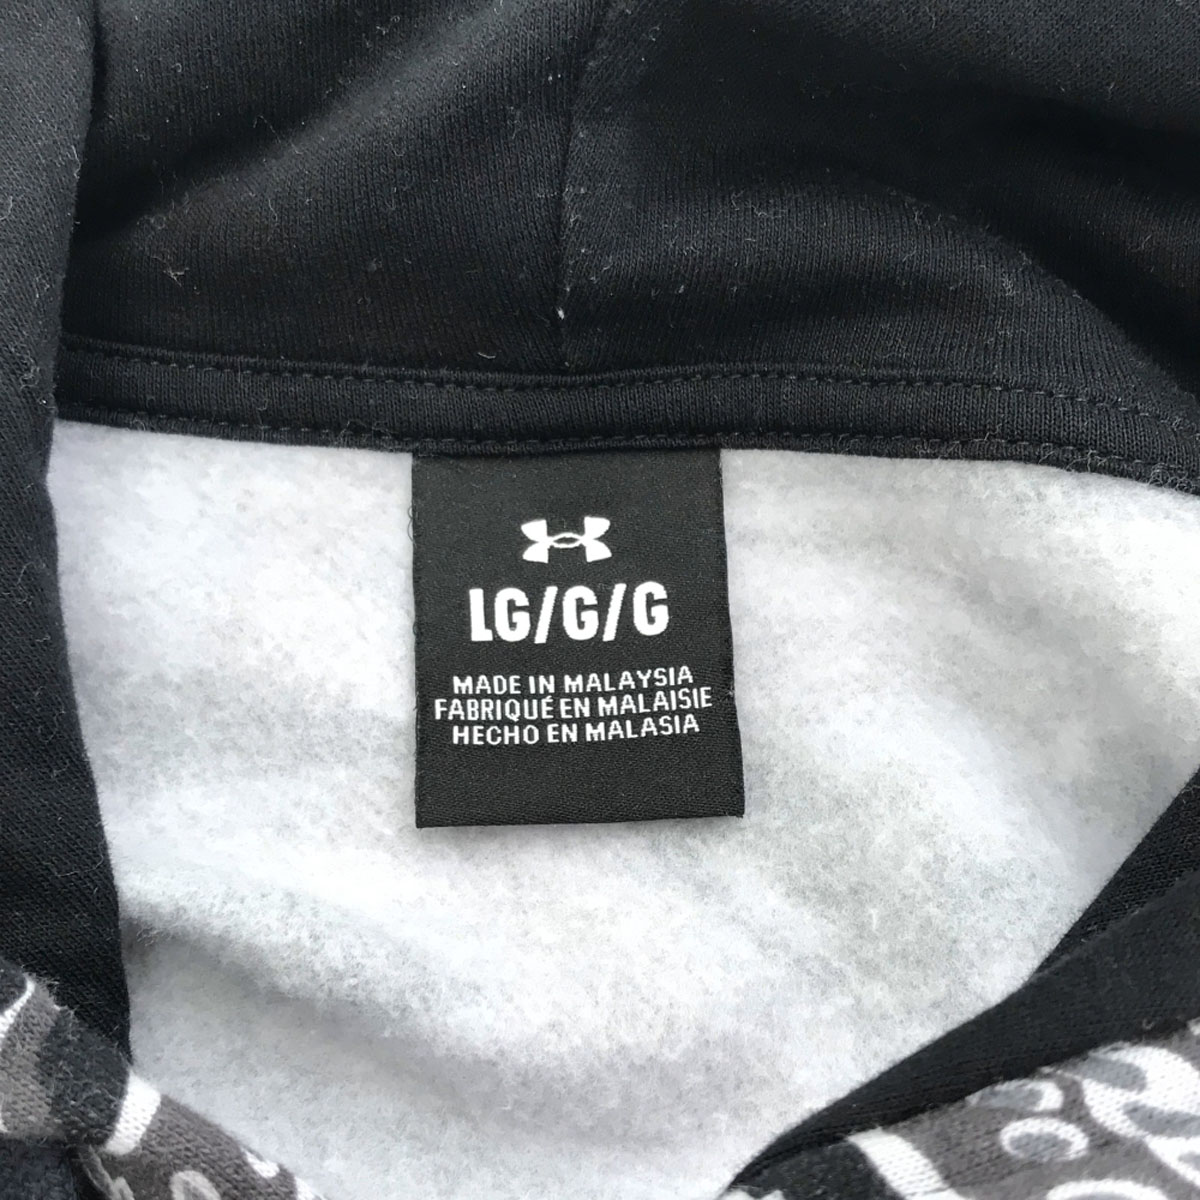 LG/G/G
MADE IN MALAYSIA
FABRIQUÉ EN MALAISIE
HECHO EN MALASIA